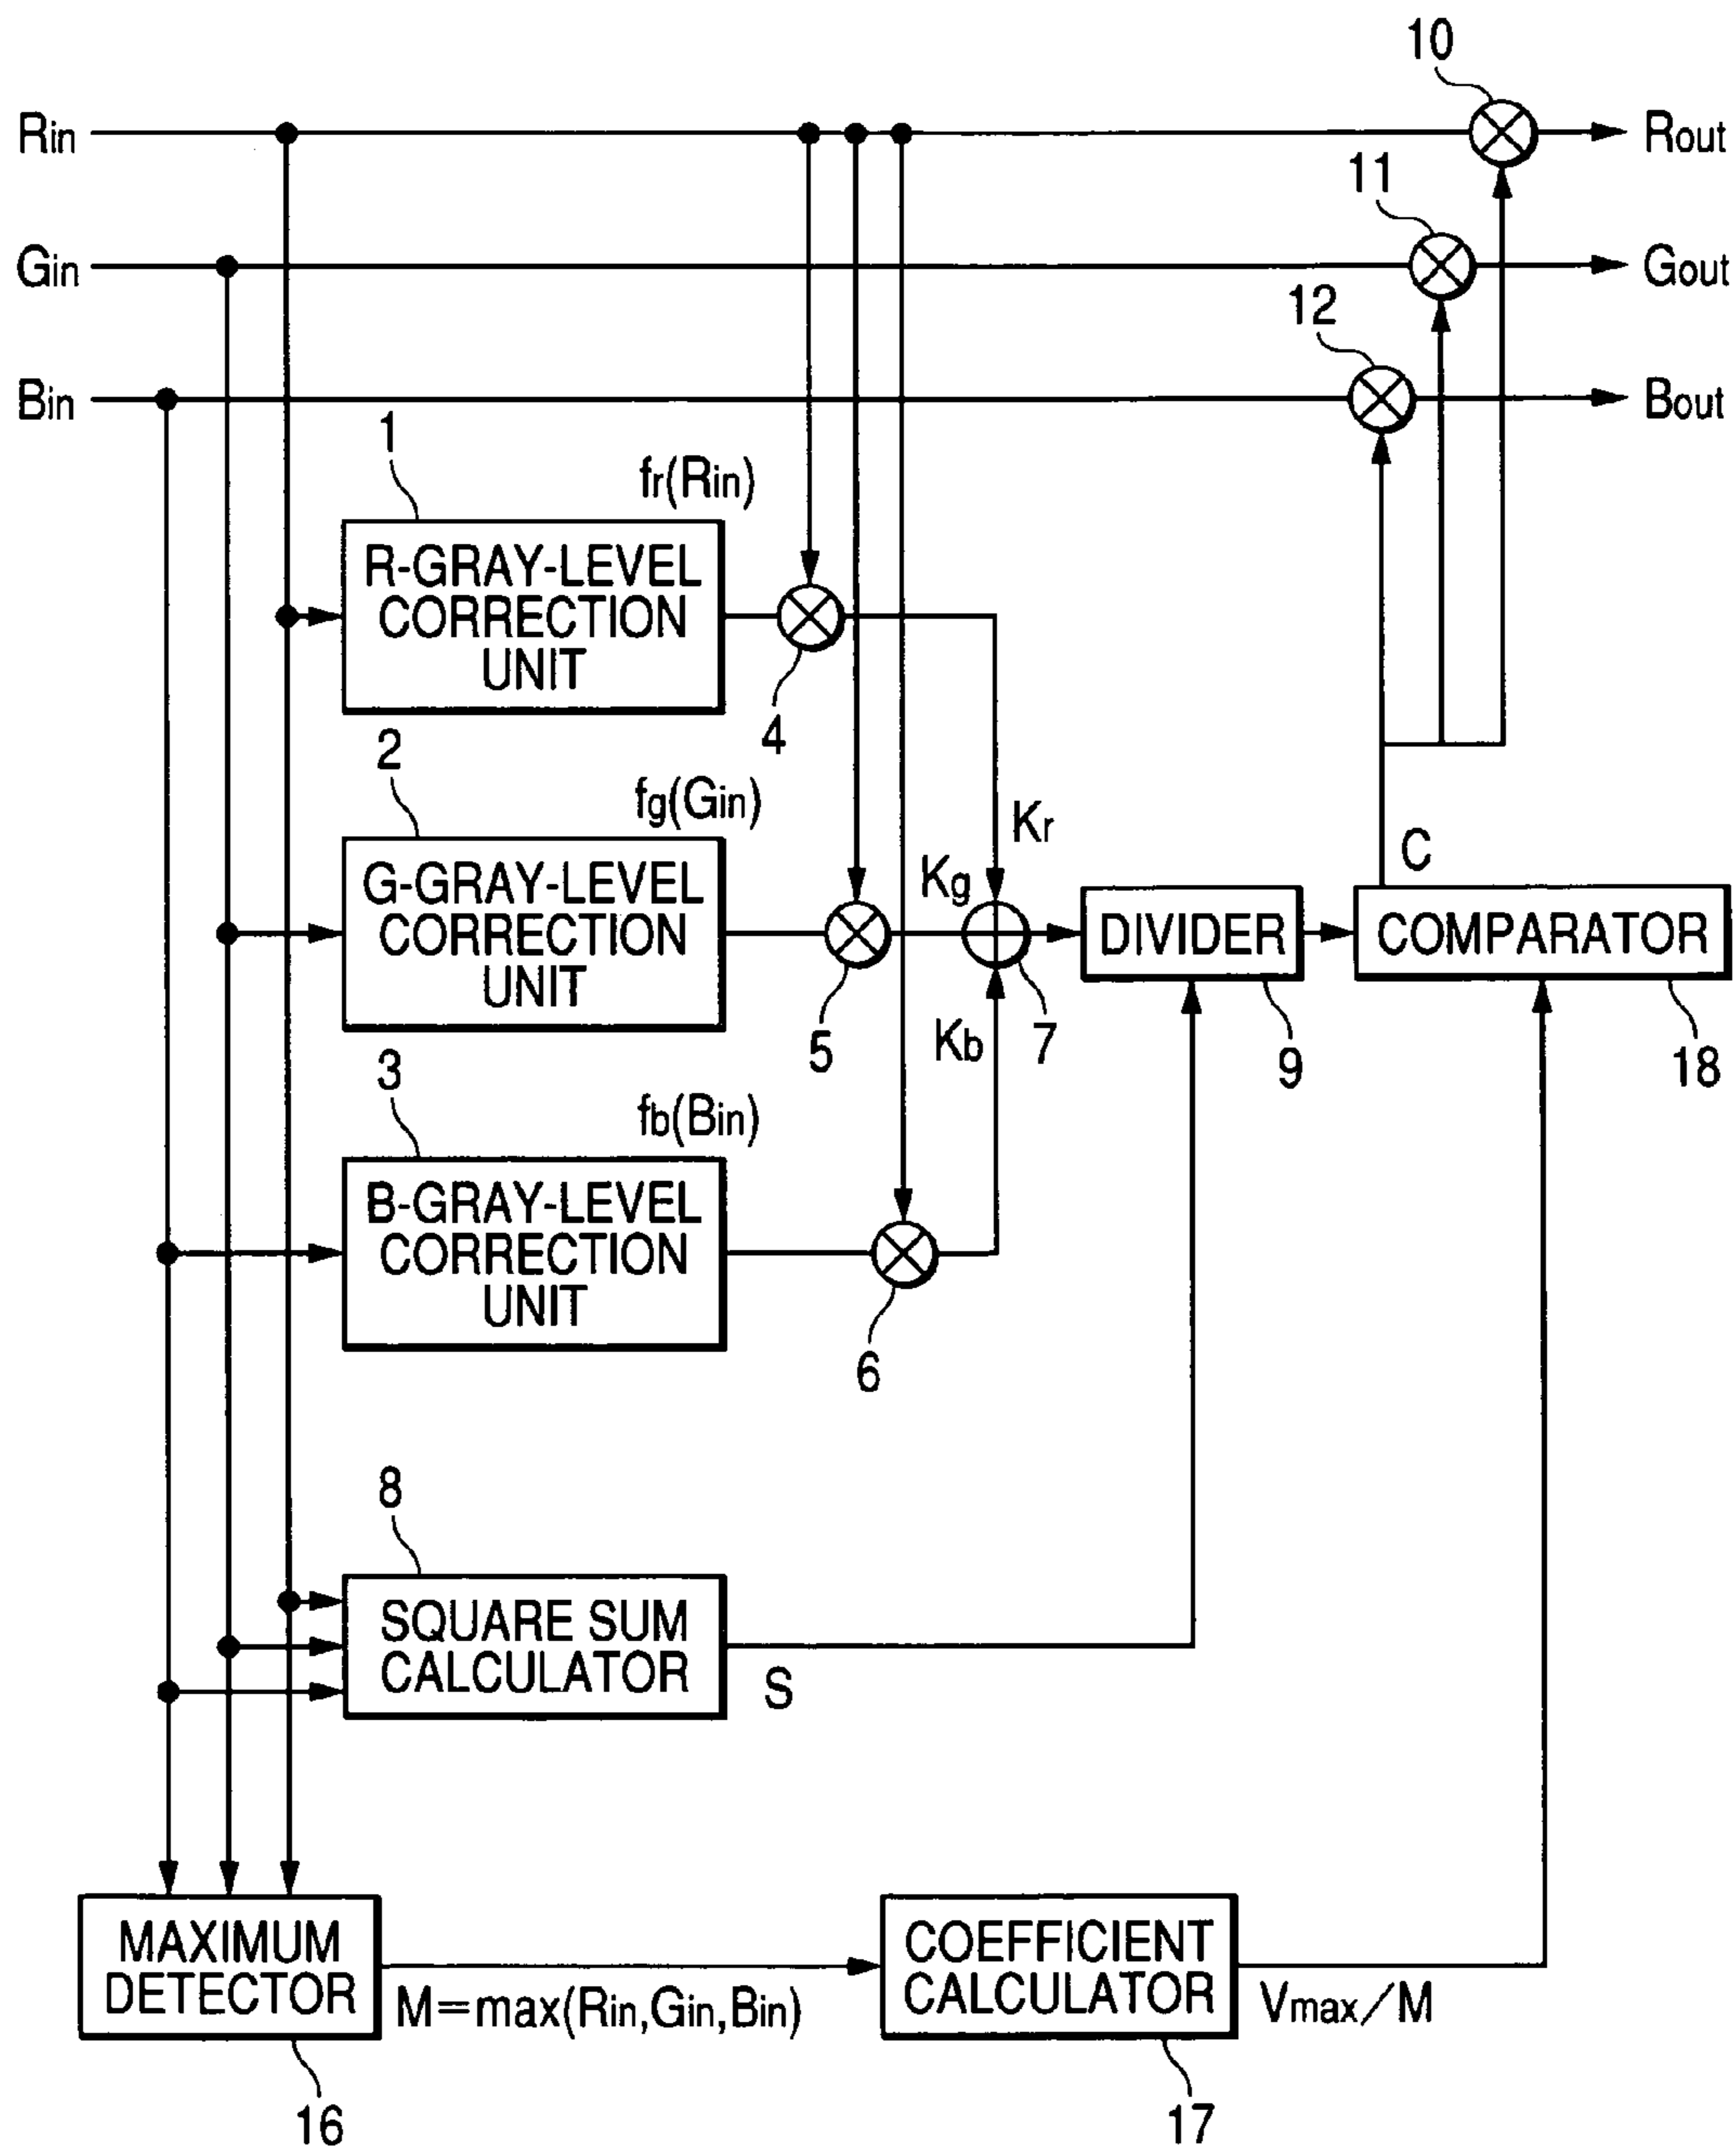 10
Rin
Rout
11
Gin
Gout
12
Bin
Bout
1
fr(Rin)
R-GRAY-LEVEL
CORRECTION
UNIT
4
2
fg(Gin)
Kr
C
G-GRAY-LEVEL
CORRECTION
UNIT
Kg
DIVIDER
COMPARATOR
5
Kb
7
9
18
3
fb(Bin)
B-GRAY-LEVEL
CORRECTION
UNIT
6
8
SQUARE SUM
CALCULATOR
S
MAXIMUM
DETECTOR
M=max(Rin,Gin,Bin)
COEFFICIENT
CALCULATOR
Vmax/M
16
17